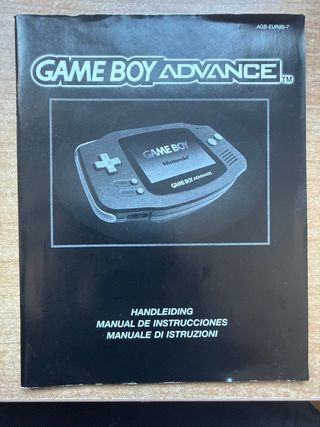 AGB-EUR(B)-7
GAME BOY ADVANCE TM
GAME BOY
Nintendo
GAME BOY ADVANCE
HANDLEIDING
MANUAL DE INSTRUCCIONES
MANUALE DI ISTRUZIONI